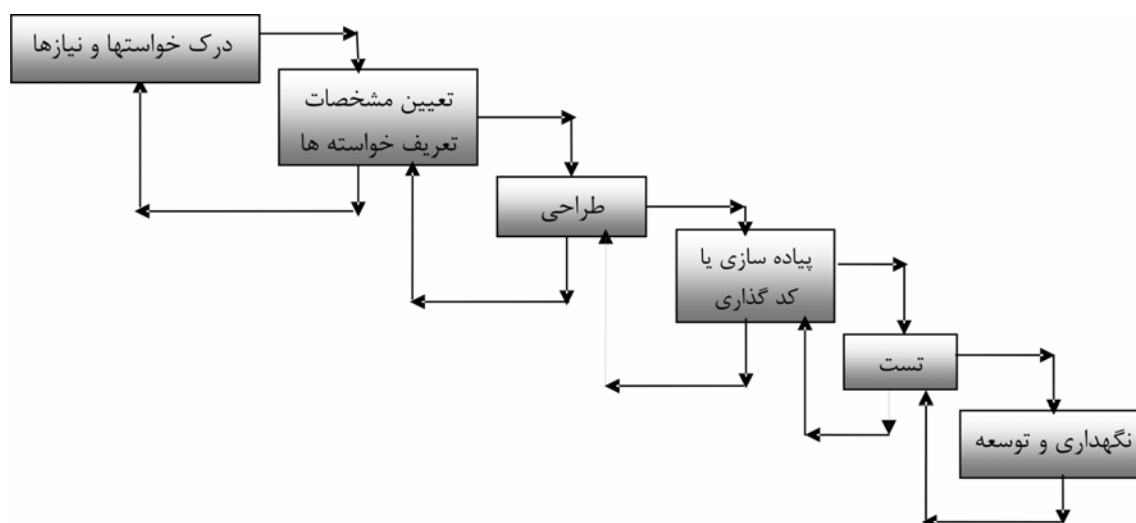 درک خواستها و نیازها
تعیین مشخصات
تعریف خواسته ها
طراحی
پیاده سازی یا
کد گذاری
تست
نگهداری و توسعه